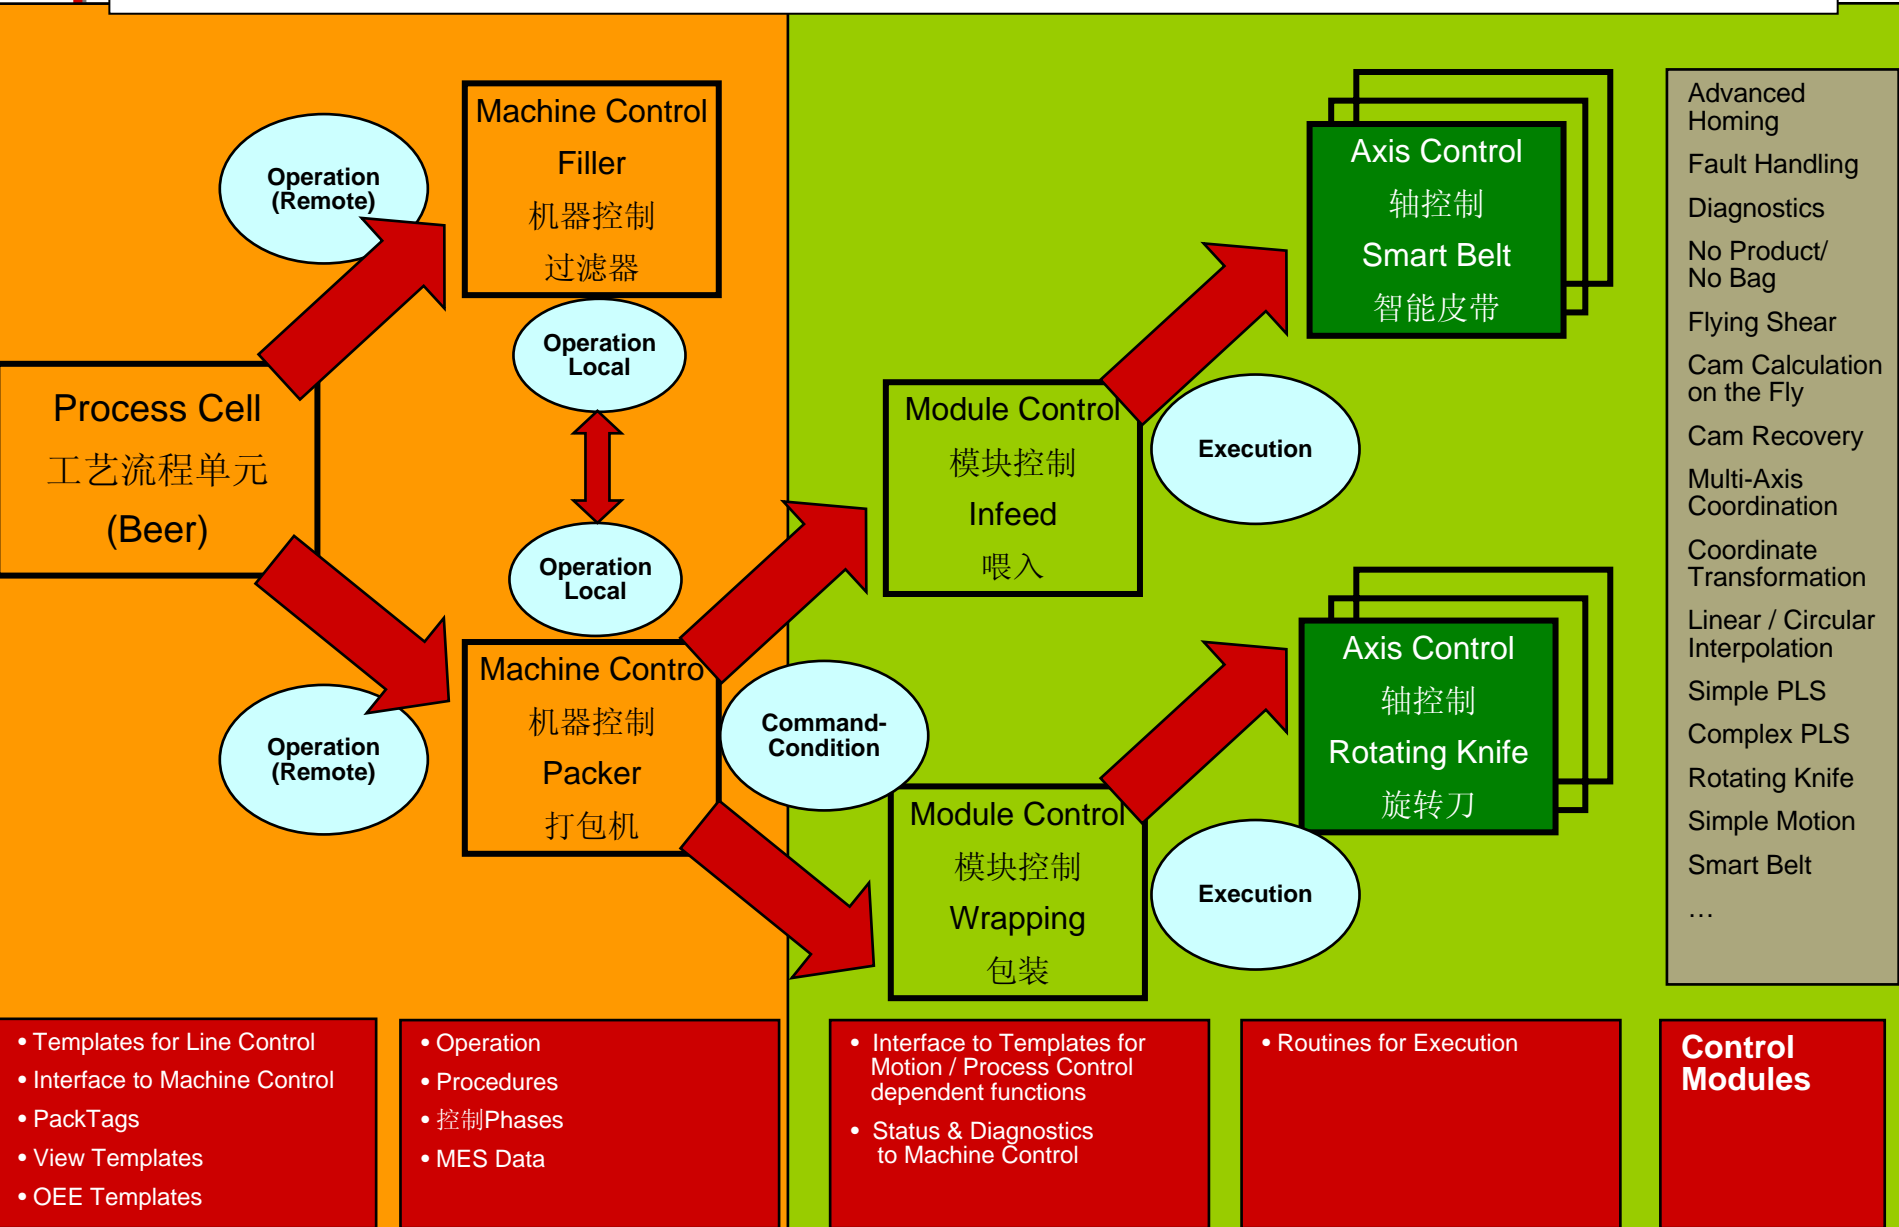 Operation
(Remote)
Machine Control
Filler
机器控制
过滤器
Operation
Local
Process Cell
工艺流程单元
(Beer)
Operation
Local
Operation
(Remote)
Machine Contro
机器控制
Packer
打包机
Command-
Condition
Module Control
模块控制
Infeed
喂入
Module Control
模块控制
Wrapping
包装
Axis Control
轴控制
Smart Belt
智能皮带
Execution
Axis Control
轴控制
Rotating Knife
旋转刀
Execution
Advanced
Homing
Fault Handling
Diagnostics
No Product/
No Bag
Flying Shear
Cam Calculation
on the Fly
Cam Recovery
Multi-Axis
Coordination
Coordinate
Transformation
Linear / Circular
Interpolation
Simple PLS
Complex PLS
Rotating Knife
Simple Motion
Smart Belt
…
• Templates for Line Control
• Interface to Machine Control
• PackTags
• View Templates
• OEE Templates
• Operation
• Procedures
• 控制Phases
• MES Data
• Interface to Templates for
Motion / Process Control
dependent functions
• Status & Diagnostics
to Machine Control
• Routines for Execution
Control
Modules